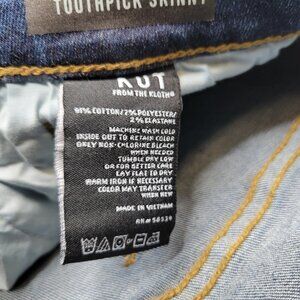 TOOTHPICK SKINNY
KUT
FROM THE KLOTH®
91% COTTON/7% POLYESTER/
2% ELASTANE
MACHINE WASH COLD
INSIDE OUT TO RETAIN COLOR
ONLY NON-CHLORINE BLEACH
WHEN NEEDED
TUMBLE DRY LOW
OR FOR BETTER CARE
LAY FLAT TO DRY
WARM IRON IF NECESSARY
COLOR MAY TRANSFER
WHEN NEW
MADE IN VIETNAM